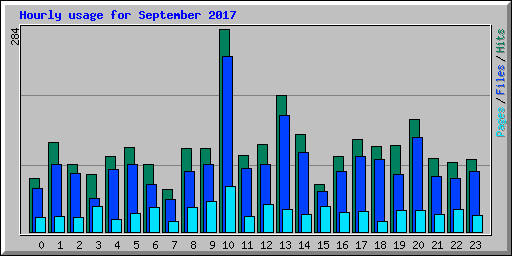 Hourly usage for September 2017
284
Pages / Files / Hits
0 1 2 3 4 5 6 7 8 9 10 11 12 13 14 15 16 17 18 19 20 21 22 23